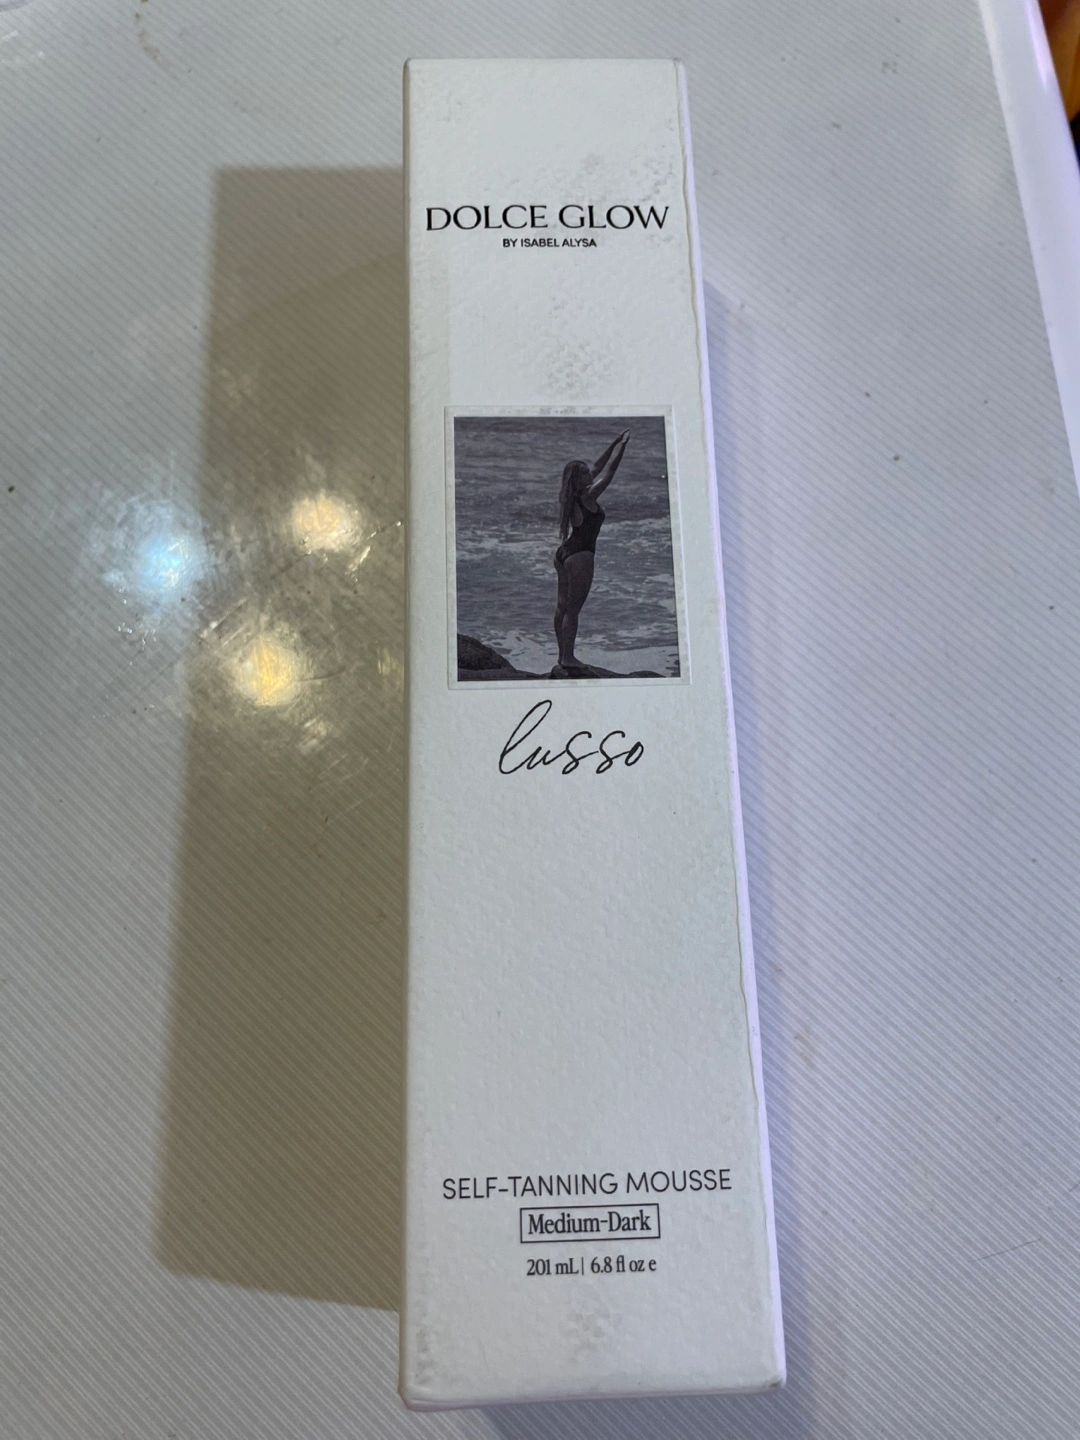 DOLCE GLOW
BY ISABEL ALYSA
lusso
SELF-TANNING MOUSSE
Medium-Dark
201 mL | 6.8 fl oz e